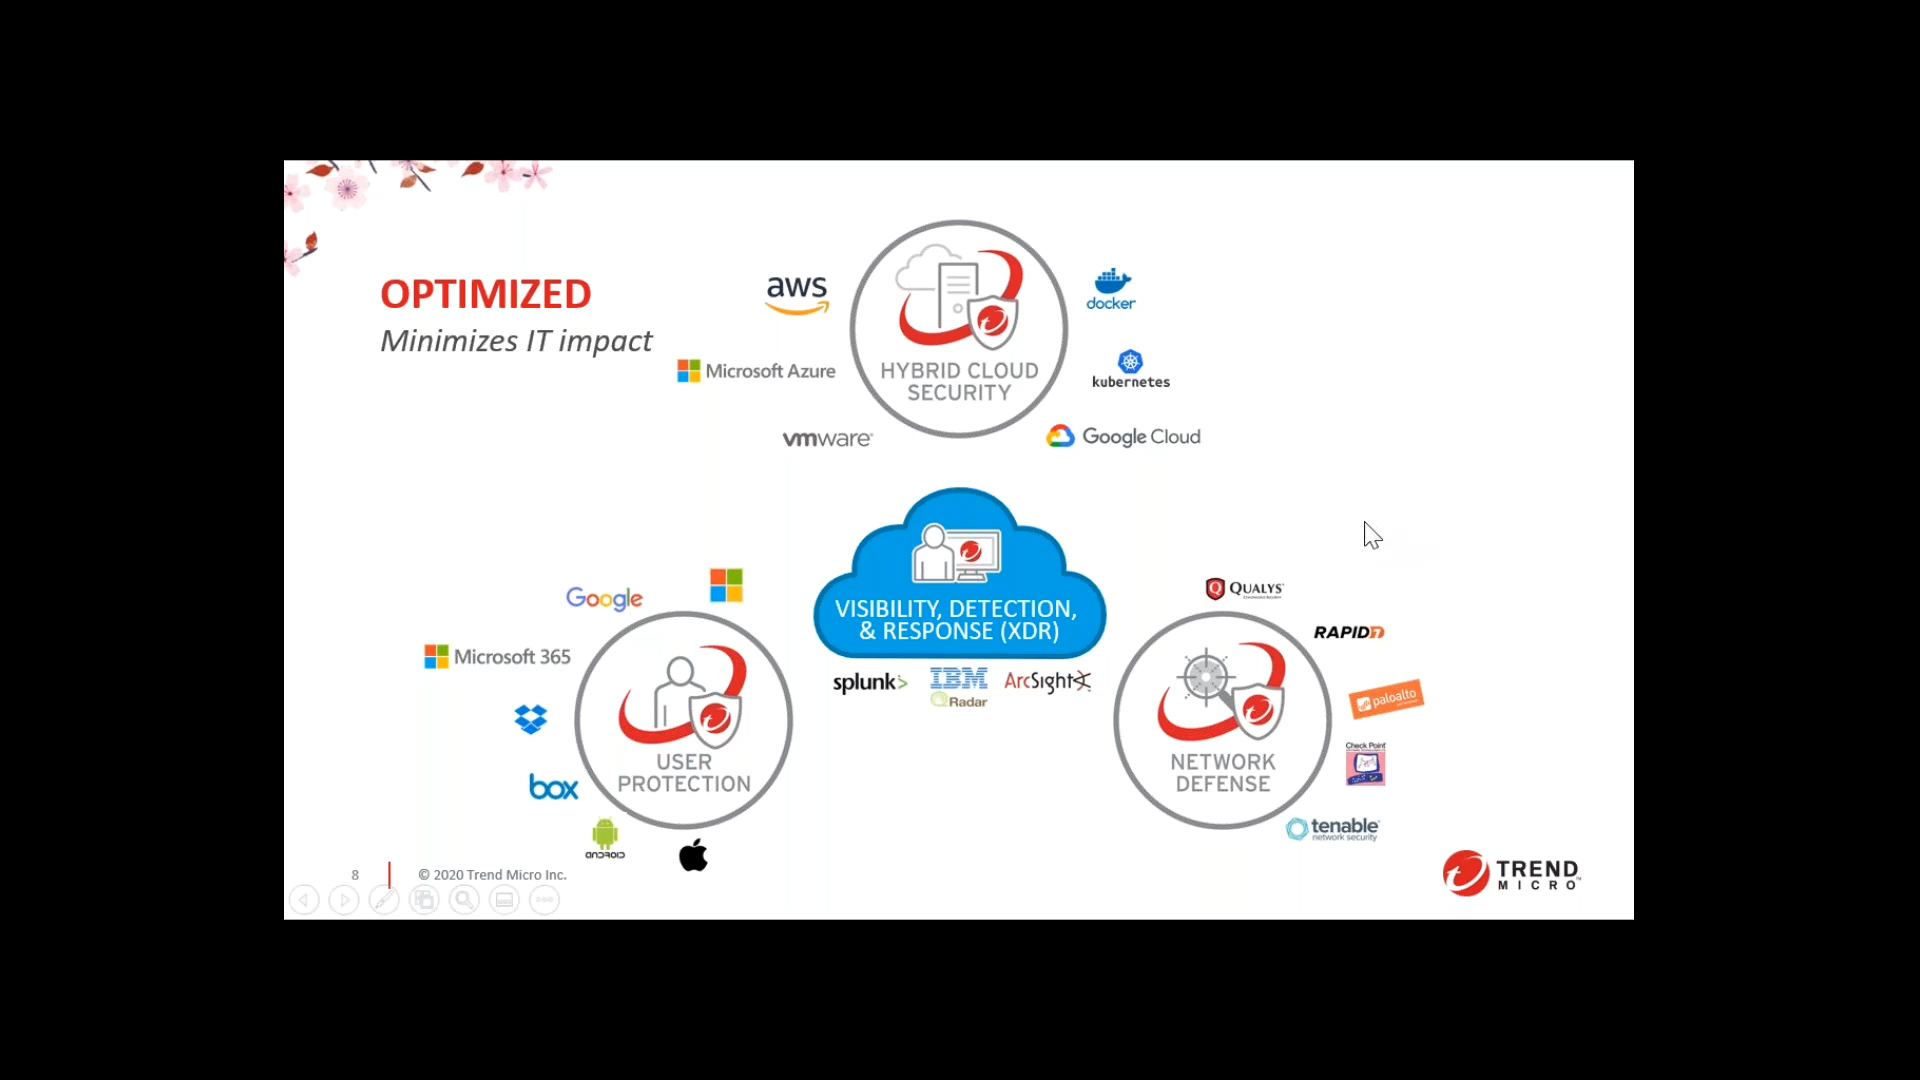 OPTIMIZED
Minimizes IT impact
aws
Microsoft Azure
vmware
HYBRID CLOUD
SECURITY
docker
kubernetes
Google Cloud
VISIBILITY, DETECTION,
& RESPONSE (XDR)
splunk>
IBM
QRadar
ArcSight
Google
Microsoft 365
box
ANDROID
USER
PROTECTION
QUALYS
RAPID7
paloalto
Check Point
tenable
network security
NETWORK
DEFENSE
8
© 2020 Trend Micro Inc.
TREND
MICRO